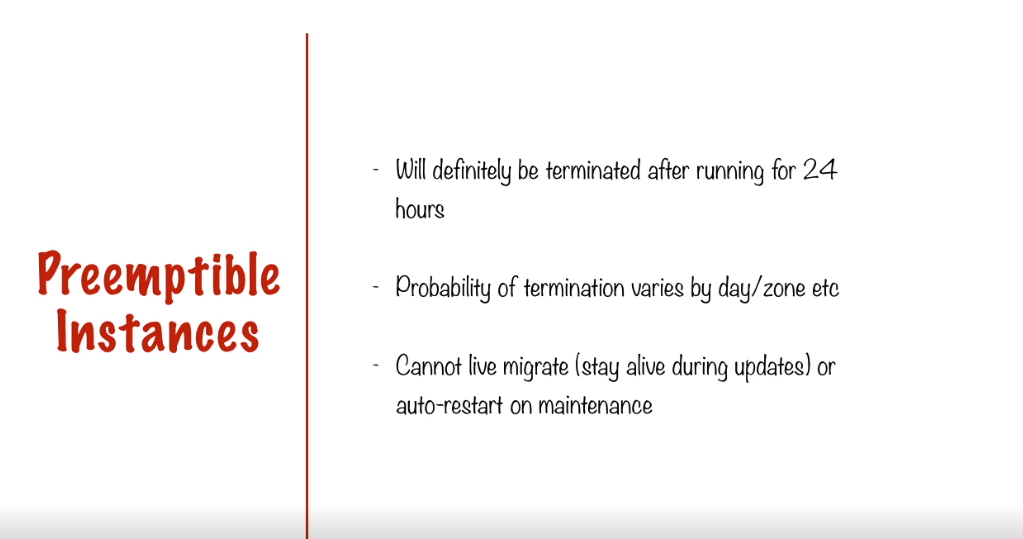 Preemptible
Instances
- Will definitely be terminated after running for 24
hours
- Probability of termination varies by day/zone etc
- Cannot live migrate (stay alive during updates) or
auto-restart on maintenance